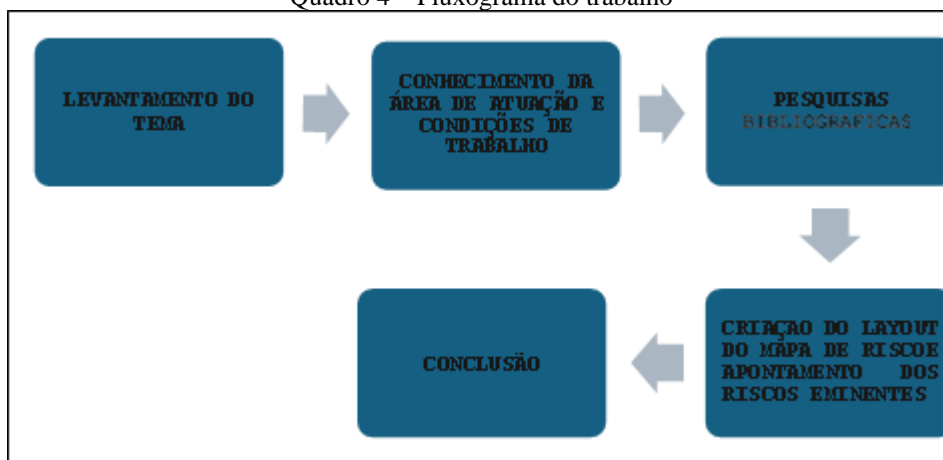 Quadro 4 – Fluxograma do trabalho
LEVANTAMENTO DO
TEMA
CONHECIMENTO DA
ÁREA DE ATUAÇÃO E
CONDIÇÕES DE
TRABALHO
PESQUISAS
BIBLIOGRAFICAS
CRIAÇAO DO LAYOUT
DO MAPA DE RISCOE
APONTAMENTO DOS
RISCOS EMINENTES
CONCLUSÃO